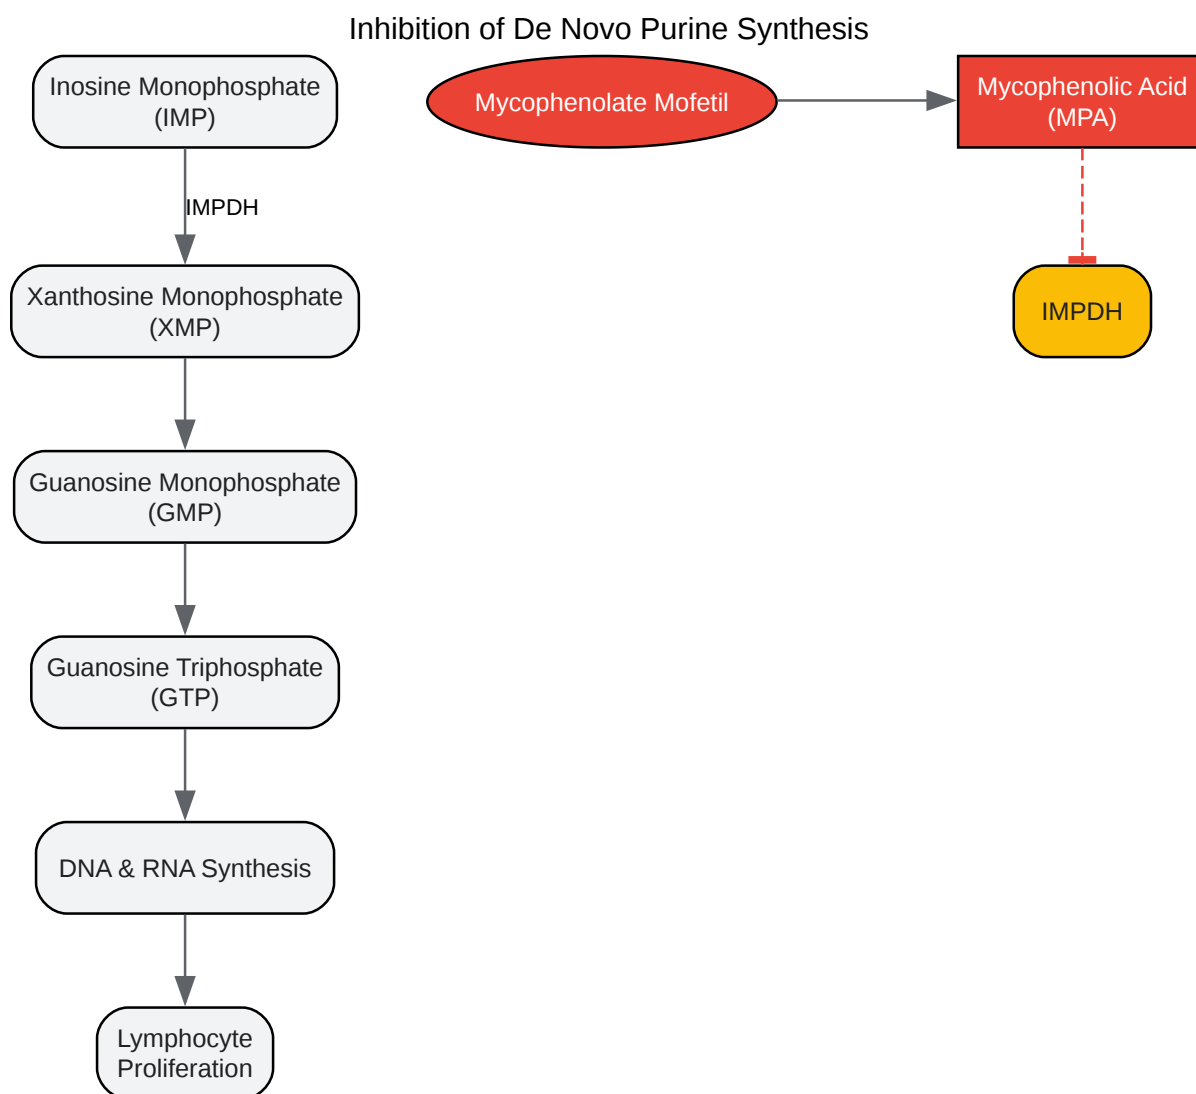 Inhibition of De Novo Purine Synthesis
Inosine Monophosphate
(IMP)
Mycophenolate Mofetil
Mycophenolic Acid
(MPA)
IMPDH
Xanthosine Monophosphate
(XMP)
IMPDH
Guanosine Monophosphate
(GMP)
Guanosine Triphosphate
(GTP)
DNA & RNA Synthesis
Lymphocyte
Proliferation